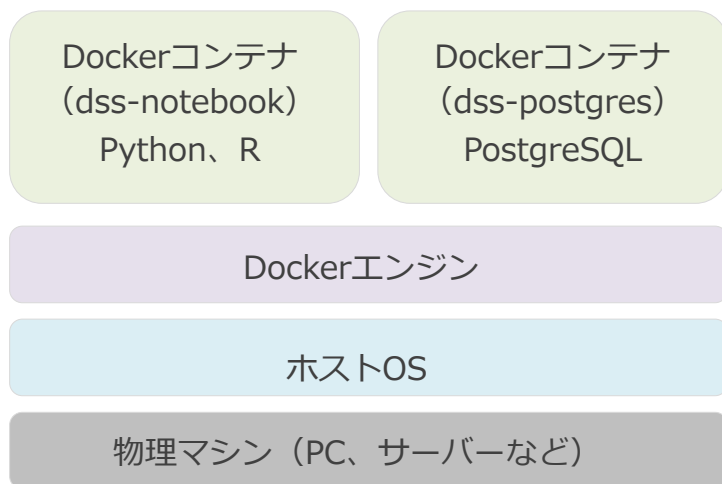 Dockerコンテナ
（dss-notebook）
Python、R
Dockerコンテナ
（dss-postgres）
PostgreSQL
Dockerエンジン
ホストOS
物理マシン（PC、サーバーなど）